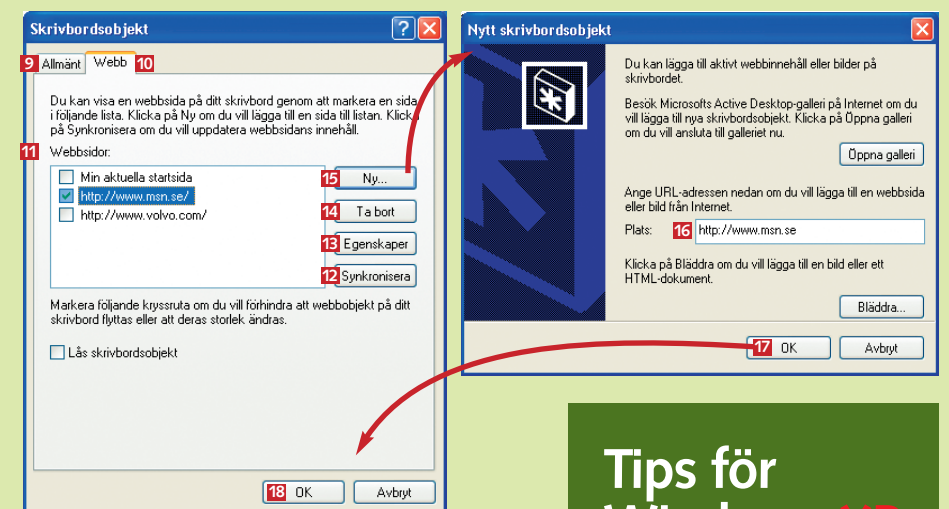 Skrivbordsobjekt
9 Allmänt Webb 10
Du kan visa en webbsida på ditt skrivbord genom att markera en sida
i följande lista. Klicka på Ny om du vill lägga till en sida till listan. Klicka
på Synkronisera om du vill uppdatera webbsidans innehåll.
11 Webbsidor:
Min aktuella startsida
http://www.msn.se/
http://www.volvo.com/
15 Ny...
14 Ta bort
13 Egenskaper
12 Synkronisera
Markera följande kryssruta om du vill förhindra att webbobjekt på ditt
skrivbord flyttas eller att deras storlek ändras.
Lås skrivbordsobjekt
18 OK Avbryt
Nytt skrivbordsobjekt
Du kan lägga till aktivt webbinnehåll eller bilder på
skrivbordet.
Besök Microsofts Active Desktop-galleri på Internet om du
vill lägga till nya skrivbordsobjekt. Klicka på Öppna galleri
om du vill ansluta till galleriet nu.
Öppna galleri
Ange URL-adressen nedan om du vill lägga till en webbsida
eller bild från Internet.
Plats: 16 http://www.msn.se
Klicka på Bläddra om du vill lägga till en bild eller ett
HTML-dokument.
Bläddra...
17 OK Avbryt
Tips för